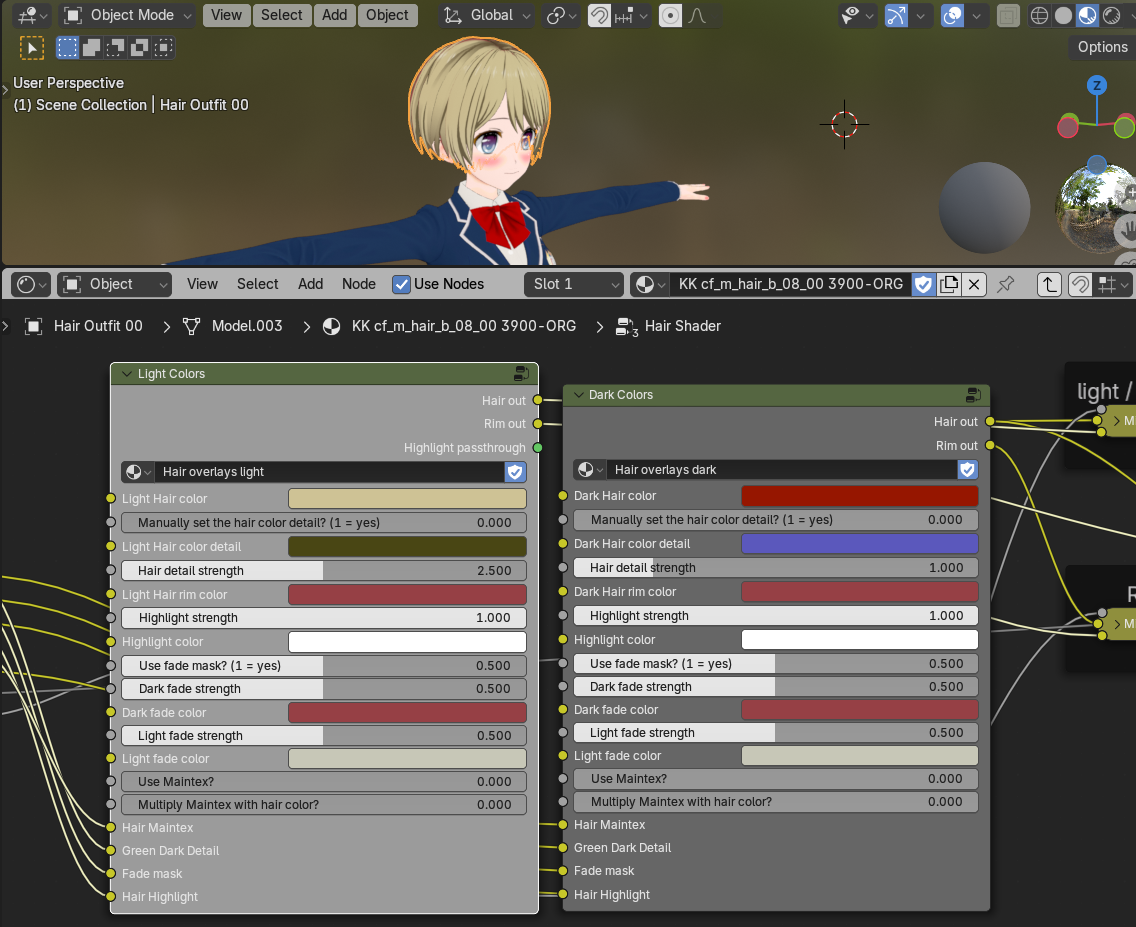 Object Mode View Select Add Object Global
Options
User Perspective
(1) Scene Collection | Hair Outfit 00
Z
Object View Select Add Node Use Nodes Slot 1 KK cf_m_hair_b_08_00 3900-ORG
Hair Outfit 00 > Model.003 > KK cf_m_hair_b_08_00 3900-ORG > 3 Hair Shader
Light Colors
Hair out
Rim out
Highlight passthrough
Hair overlays light
Light Hair color
Manually set the hair color detail? (1 = yes) 0.000
Light Hair color detail
Hair detail strength 2.500
Light Hair rim color
Highlight strength 1.000
Highlight color
Use fade mask? (1 = yes) 0.500
Dark fade strength 0.500
Dark fade color
Light fade strength 0.500
Light fade color
Use Maintex? 0.000
Multiply Maintex with hair color? 0.000
Hair Maintex
Green Dark Detail
Fade mask
Hair Highlight
Dark Colors
Hair out
Rim out
Hair overlays dark
Dark Hair color
Manually set the hair color detail? (1 = yes) 0.000
Dark Hair color detail
Hair detail strength 1.000
Dark Hair rim color
Highlight strength 1.000
Highlight color
Use fade mask? (1 = yes) 0.500
Dark fade strength 0.500
Dark fade color
Light fade strength 0.500
Light fade color
Use Maintex? 0.000
Multiply Maintex with hair color? 0.000
Hair Maintex
Green Dark Detail
Fade mask
Hair Highlight
light /